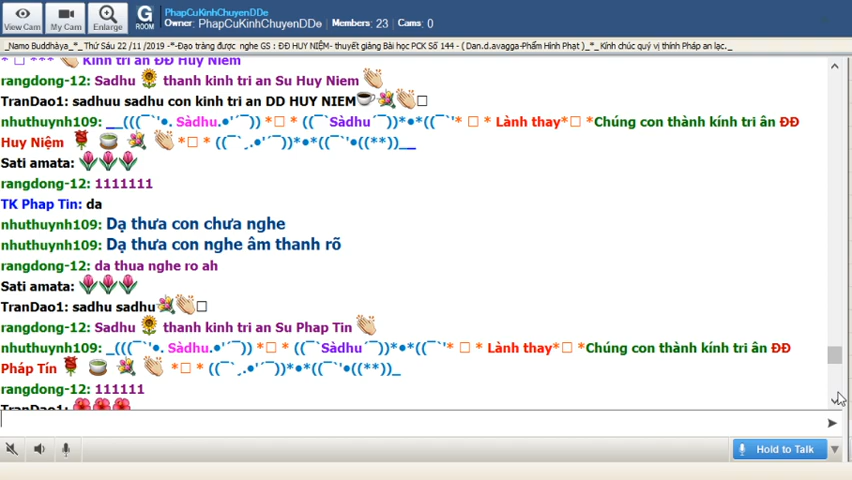 PhapCuKinhChuyenDDe
Owner: PhapCuKinhChuyenDDe Members: 23 Cams: 0
View Cam My Cam Enlarge G ROOM
_Namo Buddhàya_*_ Thứ Sáu 22 /11 /2019 -*-Đạo tràng được nghe GS : ĐĐ HUY NIỆM- thuyết giảng Bài học PCK Số 144 - ( Dan.d.avagga-Phẩm Hình Phạt )_*_ Kính chúc quý vị thính Pháp an lạc._
Kính tri ân ĐĐ Huy Niệm
rangdong-12: Sadhu thanh kinh tri an Su Huy Niem
TranDao1: sadhuu sadhu con kinh tri an DD HUY NIEM
nhuthuynh109: __(((¯`'•. Sàdhu.•'´¯)) *□ * ((¯`Sàdhu´¯))*•*((¯`'* □ * Lành thay*□ *Chúng con thành kính tri ân ĐĐ
Huy Niệm *□ * ((¯`¸.•'´¯))*•*((¯`'•((**))__
Sati amata:
rangdong-12: 1111111
TK Phap Tin: da
nhuthuynh109: Dạ thưa con chưa nghe
nhuthuynh109: Dạ thưa con nghe âm thanh rõ
rangdong-12: da thua nghe ro ah
Sati amata:
TranDao1: sadhu sadhu
rangdong-12: Sadhu thanh kinh tri an Su Phap Tin
nhuthuynh109: _(((¯`'•. Sàdhu.•'´¯)) *□ * ((¯`Sàdhu´¯))*•*((¯`'* □ * Lành thay*□ *Chúng con thành kính tri ân ĐĐ
Pháp Tín *□ * ((¯`¸.•'´¯))*•*((¯`'•((**))_
rangdong-12: 111111
TranDao1:
Hold to Talk